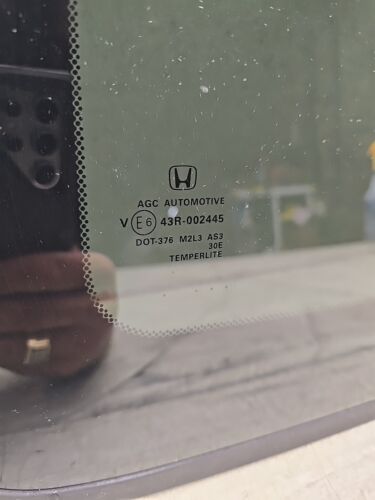 AGC AUTOMOTIVE
V E6 43R-002445
DOT-376 M2L3 AS3
30E
TEMPERLITE